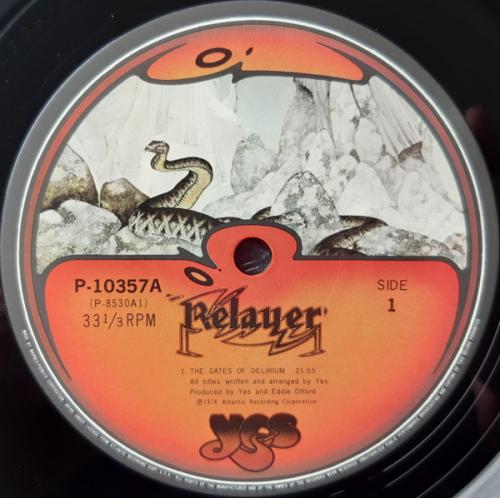 P-10357A
(P-8530A1)
33 1/3 RPM
Relayer
SIDE
1
1. THE GATES OF DELIRIUM 21:55
All titles written and arranged by Yes
Produced by Yes and Eddie Offord
℗1974 Atlantic Recording Corporation
yes